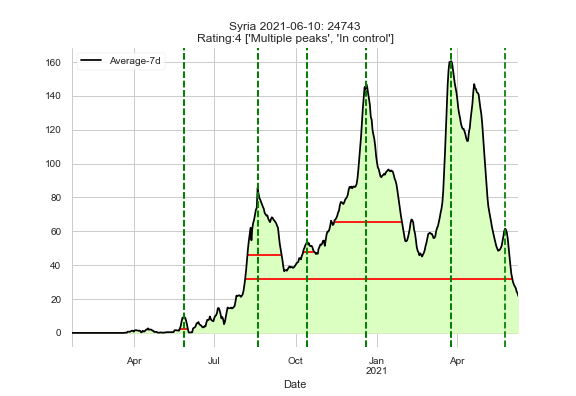 Syria 2021-06-10: 24743
Rating:4 ['Multiple peaks', 'In control']
Average-7d
160
140
120
100
80
60
40
20
0
Apr
Jul
Oct
Jan
2021
Apr
Date